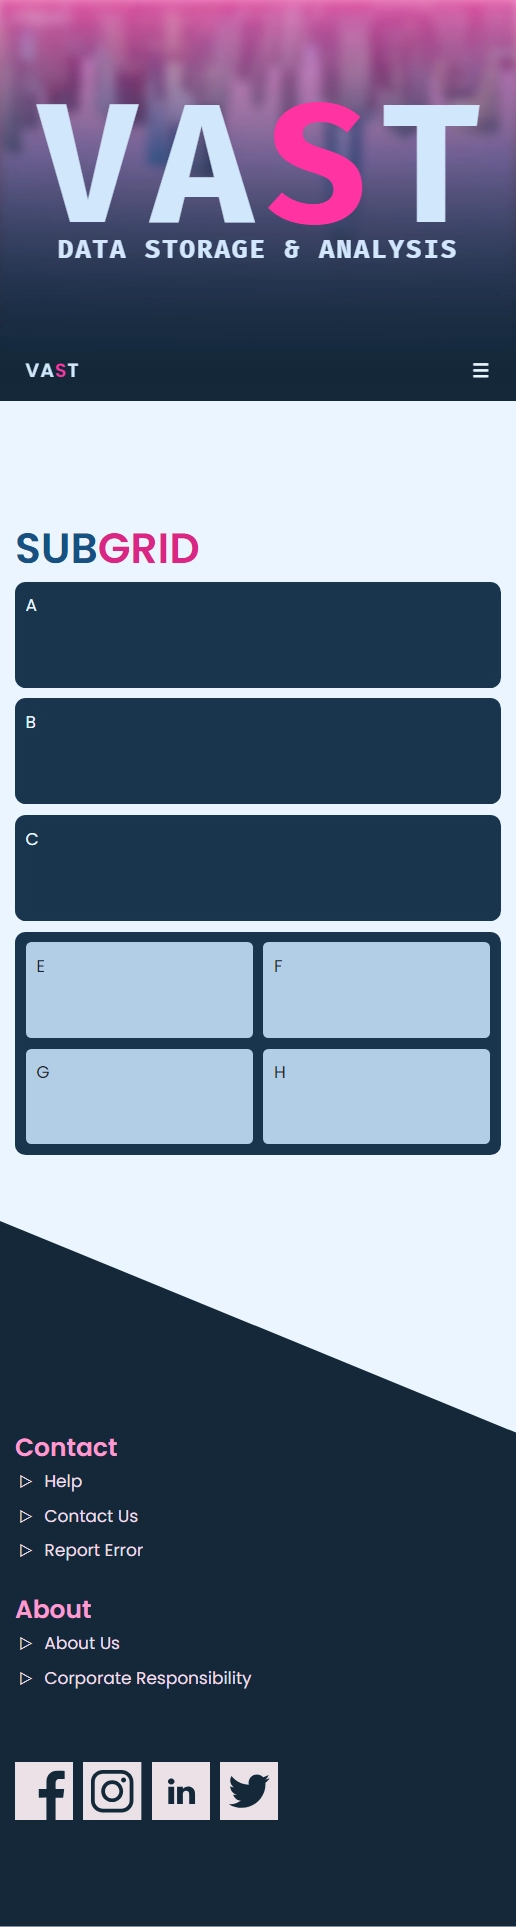 VAST
DATA STORAGE & ANALYSIS
VAST
SUBGRID
A
B
C
E
F
G
H
Contact
Help
Contact Us
Report Error
About
About Us
Corporate Responsibility
f
in